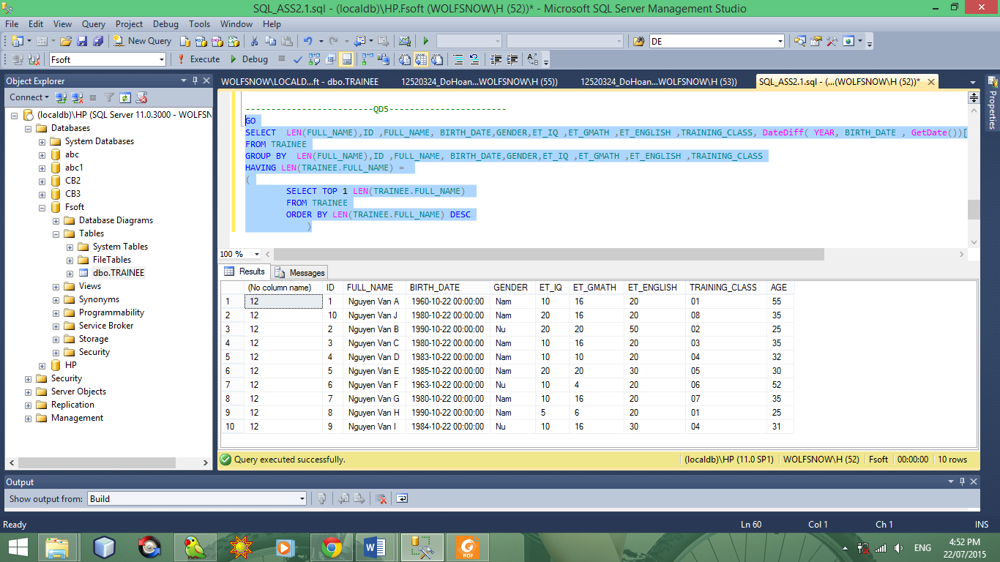 SQL_ASS2.1.sql - (localdb)\HP.Fsoft (WOLFSNOW\H (52))* - Microsoft SQL Server Management Studio
File Edit View Query Project Debug Tools Window Help
New Query DE
Fsoft Execute Debug
Object Explorer
Connect
(localdb)\HP (SQL Server 11.0.3000 - WOLFSN
Databases
System Databases
abc
abc1
CB2
CB3
Fsoft
Database Diagrams
Tables
System Tables
FileTables
dbo.TRAINEE
Views
Synonyms
Programmability
Service Broker
Storage
Security
HP
Security
Server Objects
Replication
Management
WOLFSNOW\LOCALD...ft - dbo.TRAINEE 12520324_DoHoan...WOLFSNOW\H (55)) 12520324_DoHoan...WOLFSNOW\H (53)) SQL_ASS2.1.sql - (...(WOLFSNOW\H (52))*
Properties
-------------------------QD5-----------------------
GO
SELECT LEN(FULL_NAME),ID ,FULL_NAME, BIRTH_DATE,GENDER,ET_IQ ,ET_GMATH ,ET_ENGLISH ,TRAINING_CLASS, DateDiff( YEAR, BIRTH_DATE , GetDate())[
FROM TRAINEE
GROUP BY LEN(FULL_NAME),ID ,FULL_NAME, BIRTH_DATE,GENDER,ET_IQ ,ET_GMATH ,ET_ENGLISH ,TRAINING_CLASS
HAVING LEN(TRAINEE.FULL_NAME) =
(
SELECT TOP 1 LEN(TRAINEE.FULL_NAME)
FROM TRAINEE
ORDER BY LEN(TRAINEE.FULL_NAME) DESC
)
100 %
Results Messages
(No column name) ID FULL_NAME BIRTH_DATE GENDER ET_IQ ET_GMATH ET_ENGLISH TRAINING_CLASS AGE
1 12 1 Nguyen Van A 1960-10-22 00:00:00 Nam 10 16 20 01 55
2 12 10 Nguyen Van J 1980-10-22 00:00:00 Nam 20 16 20 08 35
3 12 2 Nguyen Van B 1990-10-22 00:00:00 Nu 20 20 50 02 25
4 12 3 Nguyen Van C 1980-10-22 00:00:00 Nam 10 16 20 03 35
5 12 4 Nguyen Van D 1983-10-22 00:00:00 Nam 10 10 20 04 32
6 12 5 Nguyen Van E 1985-10-22 00:00:00 Nam 20 20 30 05 30
7 12 6 Nguyen Van F 1963-10-22 00:00:00 Nu 10 4 20 06 52
8 12 7 Nguyen Van G 1980-10-22 00:00:00 Nam 10 16 20 07 35
9 12 8 Nguyen Van H 1990-10-22 00:00:00 Nam 5 6 20 01 25
10 12 9 Nguyen Van I 1984-10-22 00:00:00 Nu 10 16 30 04 31
Query executed successfully. (localdb)\HP (11.0 SP1) WOLFSNOW\H (52) Fsoft 00:00:00 10 rows
Output
Show output from: Build
Ready Ln 60 Col 1 Ch 1 INS
PDF
ENG
4:52 PM
22/07/2015